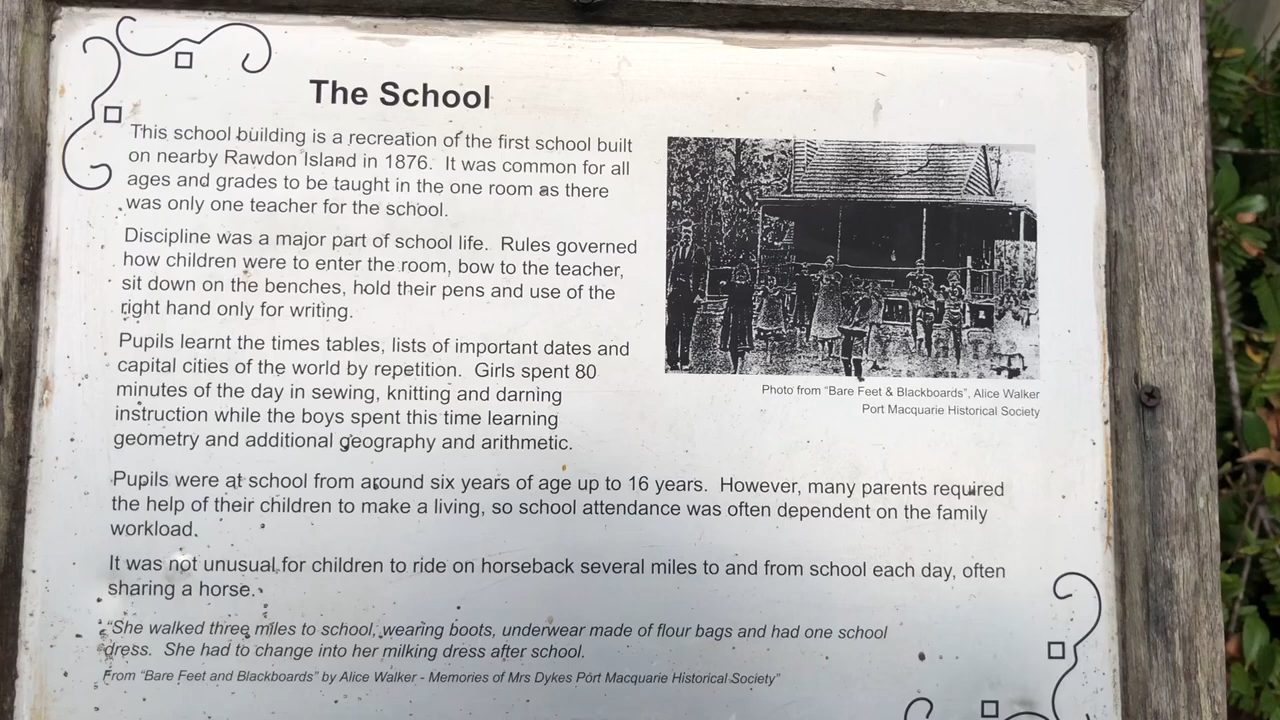 The School
This school building is a recreation of the first school built
on nearby Rawdon Island in 1876. It was common for all
ages and grades to be taught in the one room as there
was only one teacher for the school.
Discipline was a major part of school life. Rules governed
how children were to enter the room, bow to the teacher,
sit down on the benches, hold their pens and use of the
right hand only for writing.
Pupils learnt the times tables, lists of important dates and
capital cities of the world by repetition. Girls spent 80
minutes of the day in sewing, knitting and darning
instruction while the boys spent this time learning
geometry and additional geography and arithmetic.
Photo from "Bare Feet & Blackboards", Alice Walker
Port Macquarie Historical Society
Pupils were at school from around six years of age up to 16 years. However, many parents required
the help of their children to make a living, so school attendance was often dependent on the family
workload.
It was not unusual for children to ride on horseback several miles to and from school each day, often
sharing a horse.
"She walked three miles to school, wearing boots, underwear made of flour bags and had one school
dress. She had to change into her milking dress after school.
From "Bare Feet and Blackboards" by Alice Walker - Memories of Mrs Dykes Port Macquarie Historical Society"